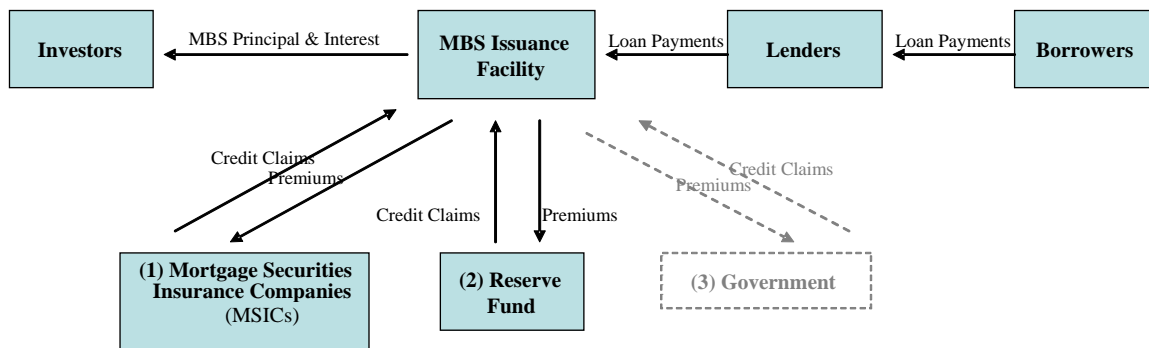 Investors
MBS Principal & Interest
MBS Issuance
Facility
Loan Payments
Lenders
Loan Payments
Borrowers
Credit Claims
Premiums
Credit Claims
Premiums
Credit Claims
Premiums
(1) Mortgage Securities
Insurance Companies
(MSICs)
(2) Reserve
Fund
(3) Government